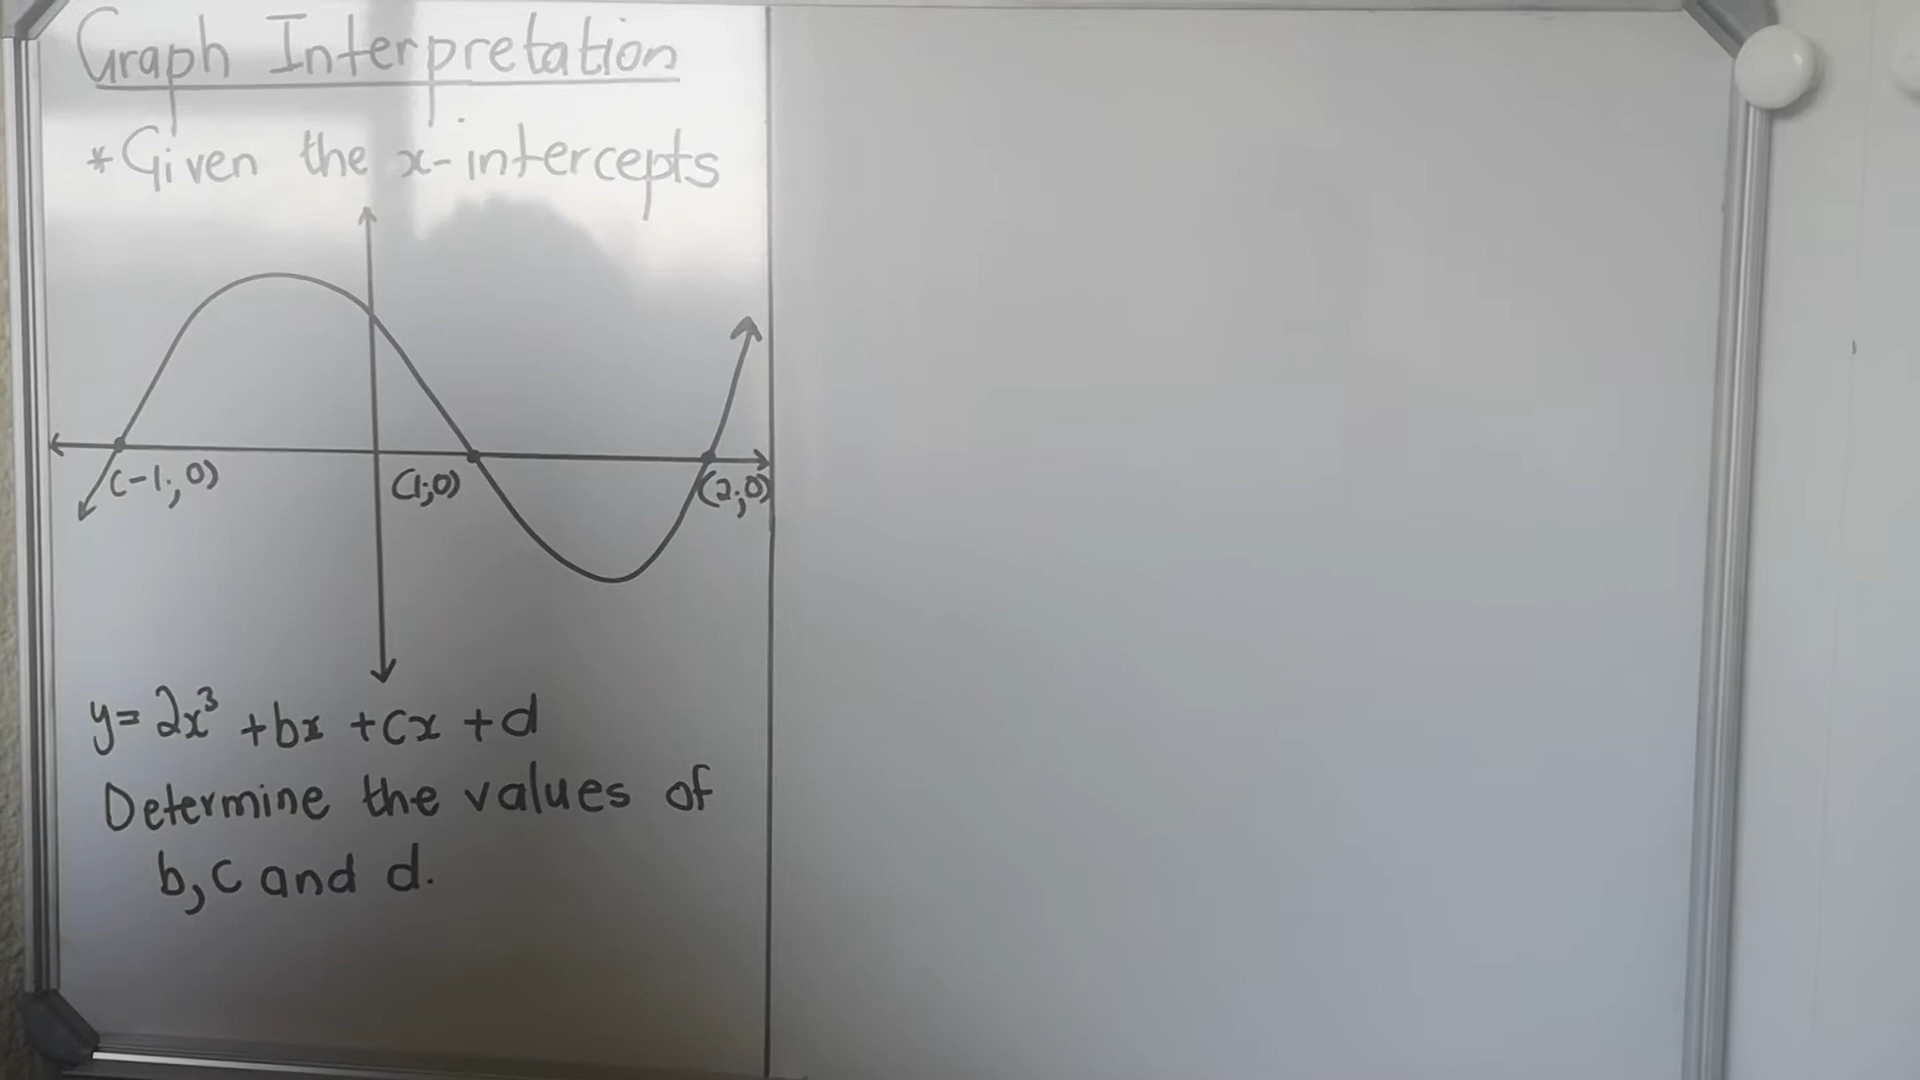 Graph Interpretation
* Given the x-intercepts
(-1;0)
(1;0)
(2;0)
y = 2x³ + bx + cx + d
Determine the values of
b, c and d.